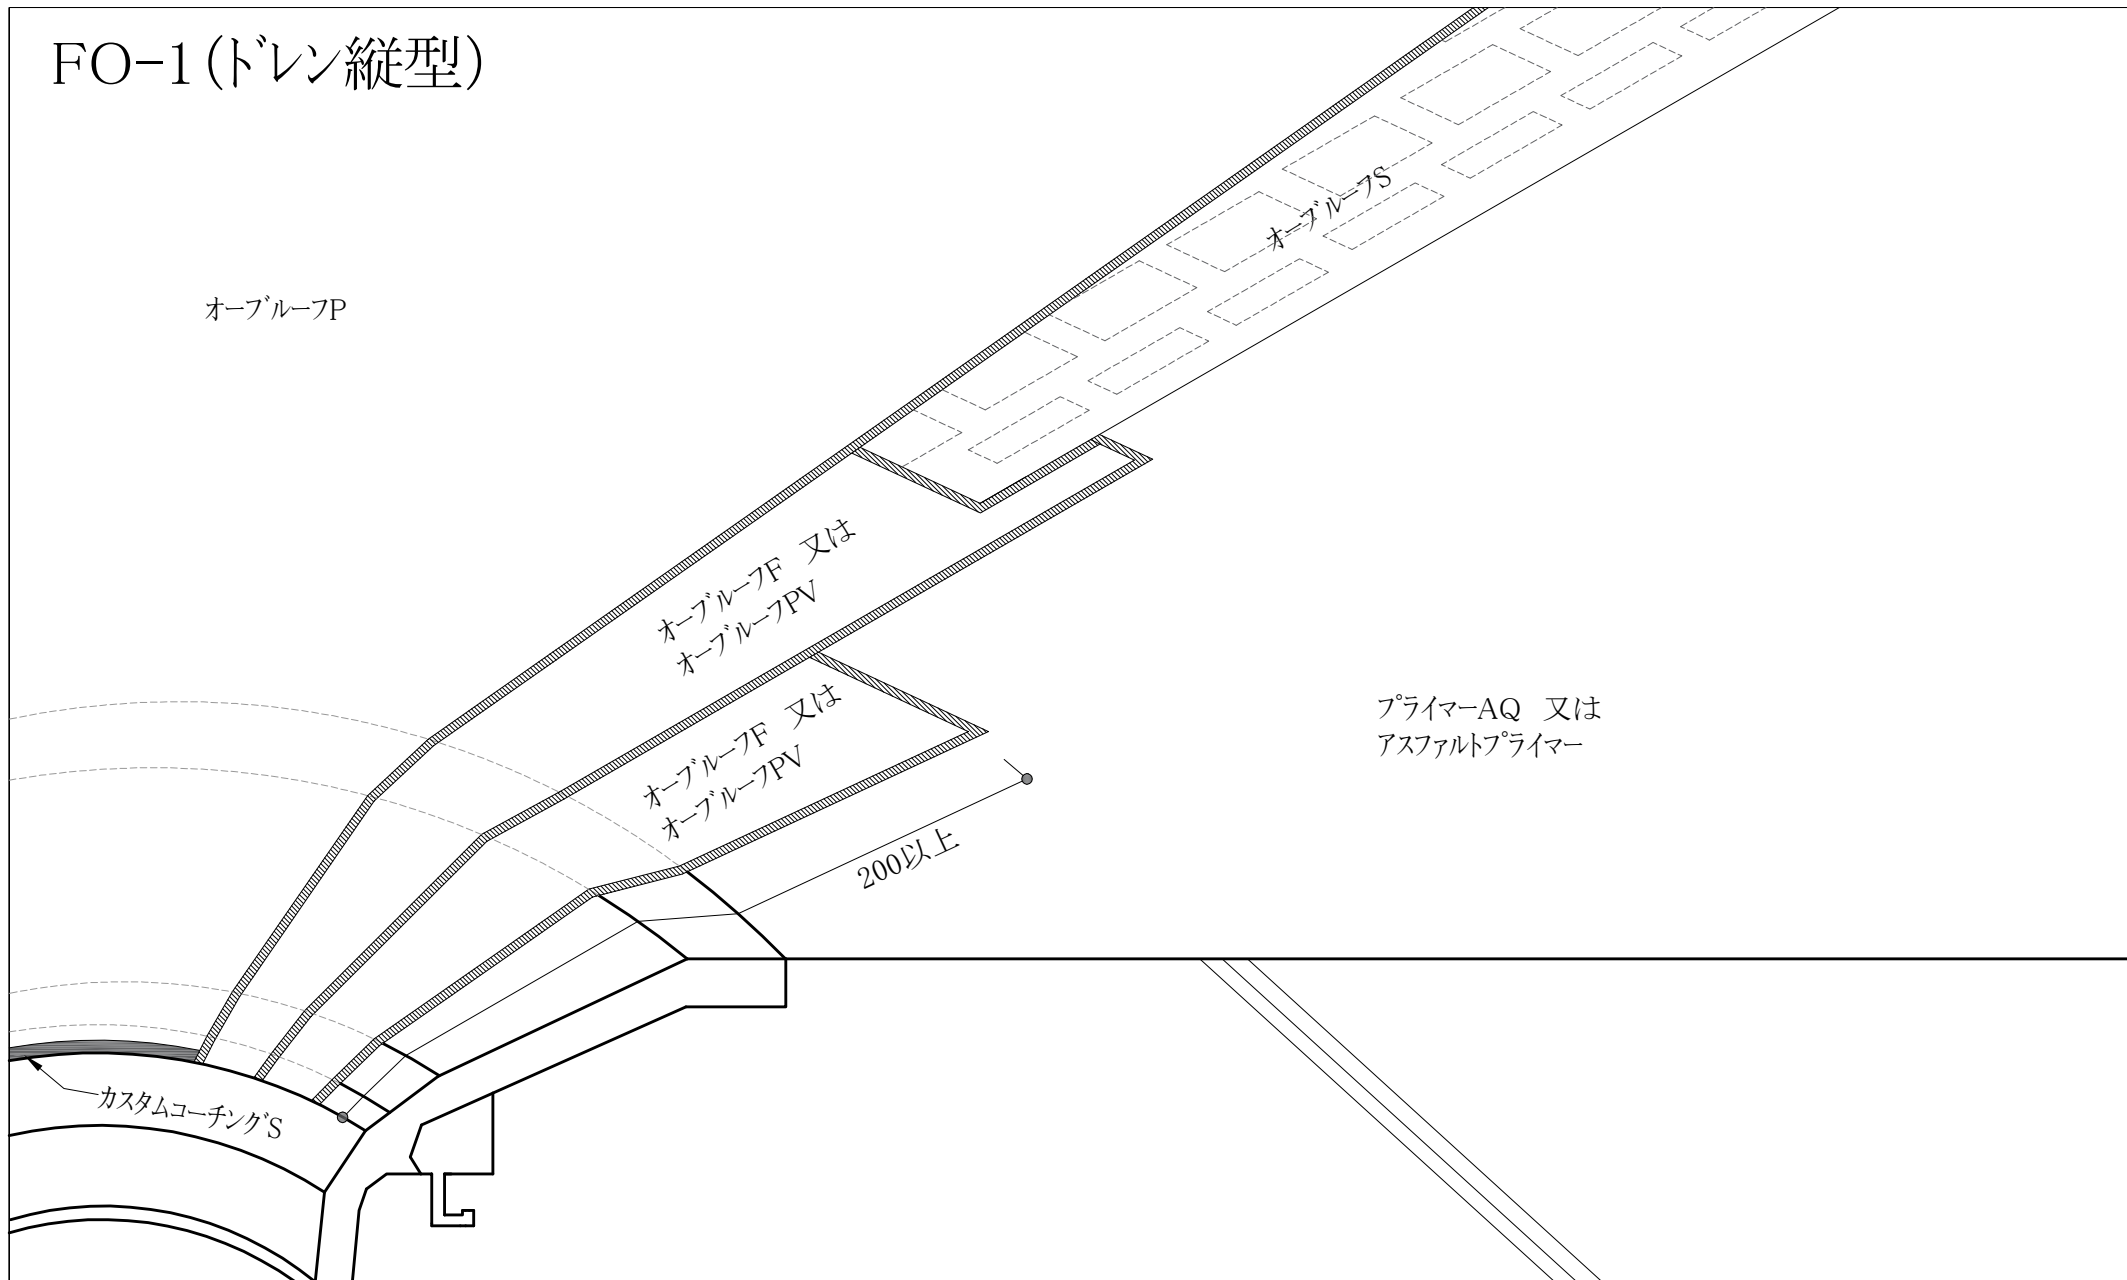 FO-1(ドレン縦型)
オーブルーフS
オーブルーフP
オーブルーフF 又は
オーブルーフPV
オーブルーフF 又は
オーブルーフPV
プライマーAQ 又は
アスファルトプライマー
200以上
カスタムコーチングS